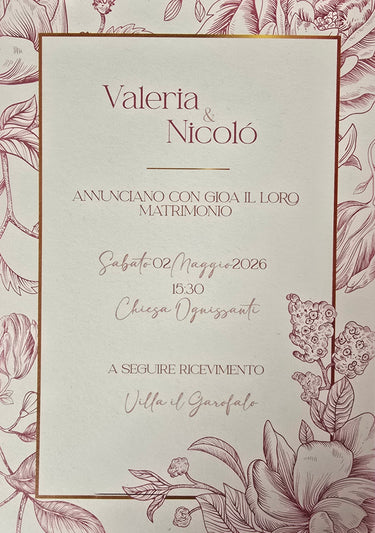 Valeria
&
Nicoló
ANNUNCIANO CON GIOA IL LORO
MATRIMONIO
Sabato 02 Maggio 2026
15:30
Chiesa Ognissanti
A SEGUIRE RICEVIMENTO
Villa il Garofalo